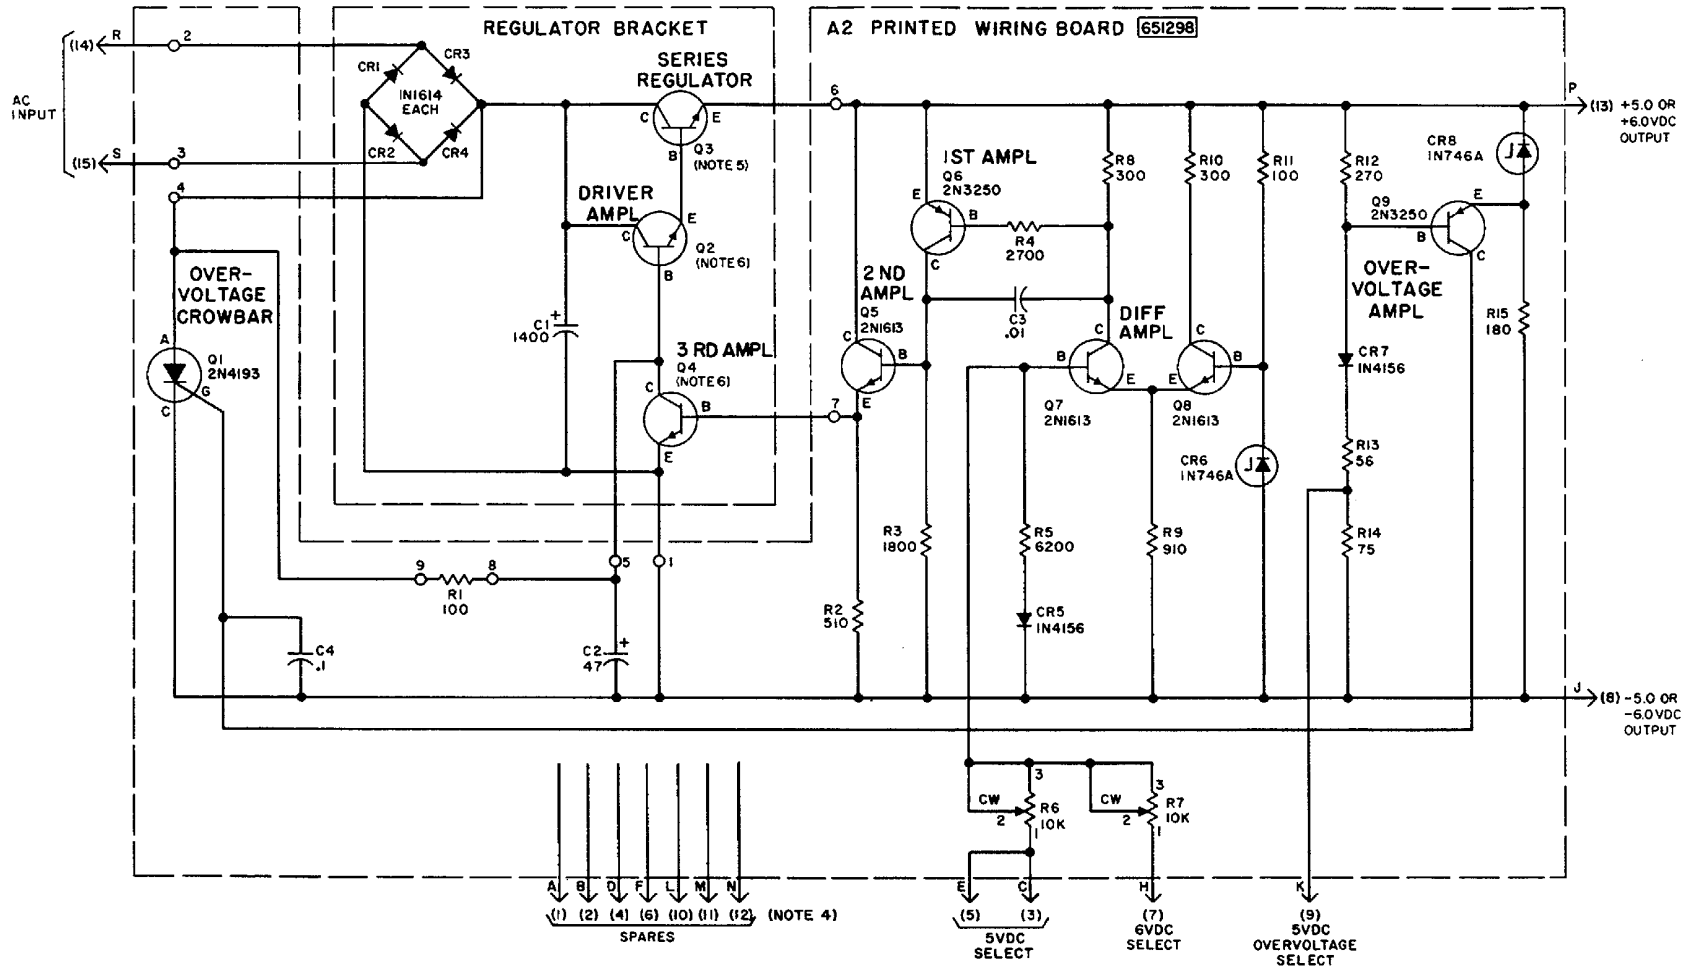 REGULATOR BRACKET
A2 PRINTED WIRING BOARD 651298
AC
INPUT
(14) R 2
(15) S 3
4
CR1
CR3
1N1614
EACH
CR2
CR4
SERIES
REGULATOR
C E
B
Q3
(NOTE 5)
DRIVER
AMPL
C E
B
Q2
(NOTE 6)
+
C1
1400
3 RD AMPL
Q4
(NOTE 6)
C
B
E
OVER-
VOLTAGE
CROWBAR
A
Q1
2N4193
G
C
9 8
R1
100
5
1
C4
.1
+
C2
47
6
7
1ST AMPL
Q6
2N3250
E
B
C
R4
2700
2 ND
AMPL
Q5
2N1613
C
B
E
C3
.01
R8
300
R10
300
R11
100
R12
270
DIFF
AMPL
C
B
E
Q7
2N1613
C
B
E
Q8
2N1613
CR6
1N746A
J
R3
1800
R2
510
R5
6200
CR5
1N4156
R9
910
CR7
1N4156
R13
56
R14
75
CR8
1N746A
J
Q9
2N3250
E
B
C
OVER-
VOLTAGE
AMPL
R15
180
P
(13) +5.0 OR
+6.0VDC
OUTPUT
J
(8) -5.0 OR
-6.0VDC
OUTPUT
3
CW
2
R6
10K
1
3
CW
2
R7
10K
1
A B D F L M N
(1) (2) (4) (6) (10) (11) (12) (NOTE 4)
SPARES
E C
(5) (3)
5VDC
SELECT
H
(7)
6VDC
SELECT
K
(9)
5VDC
OVERVOLTAGE
SELECT